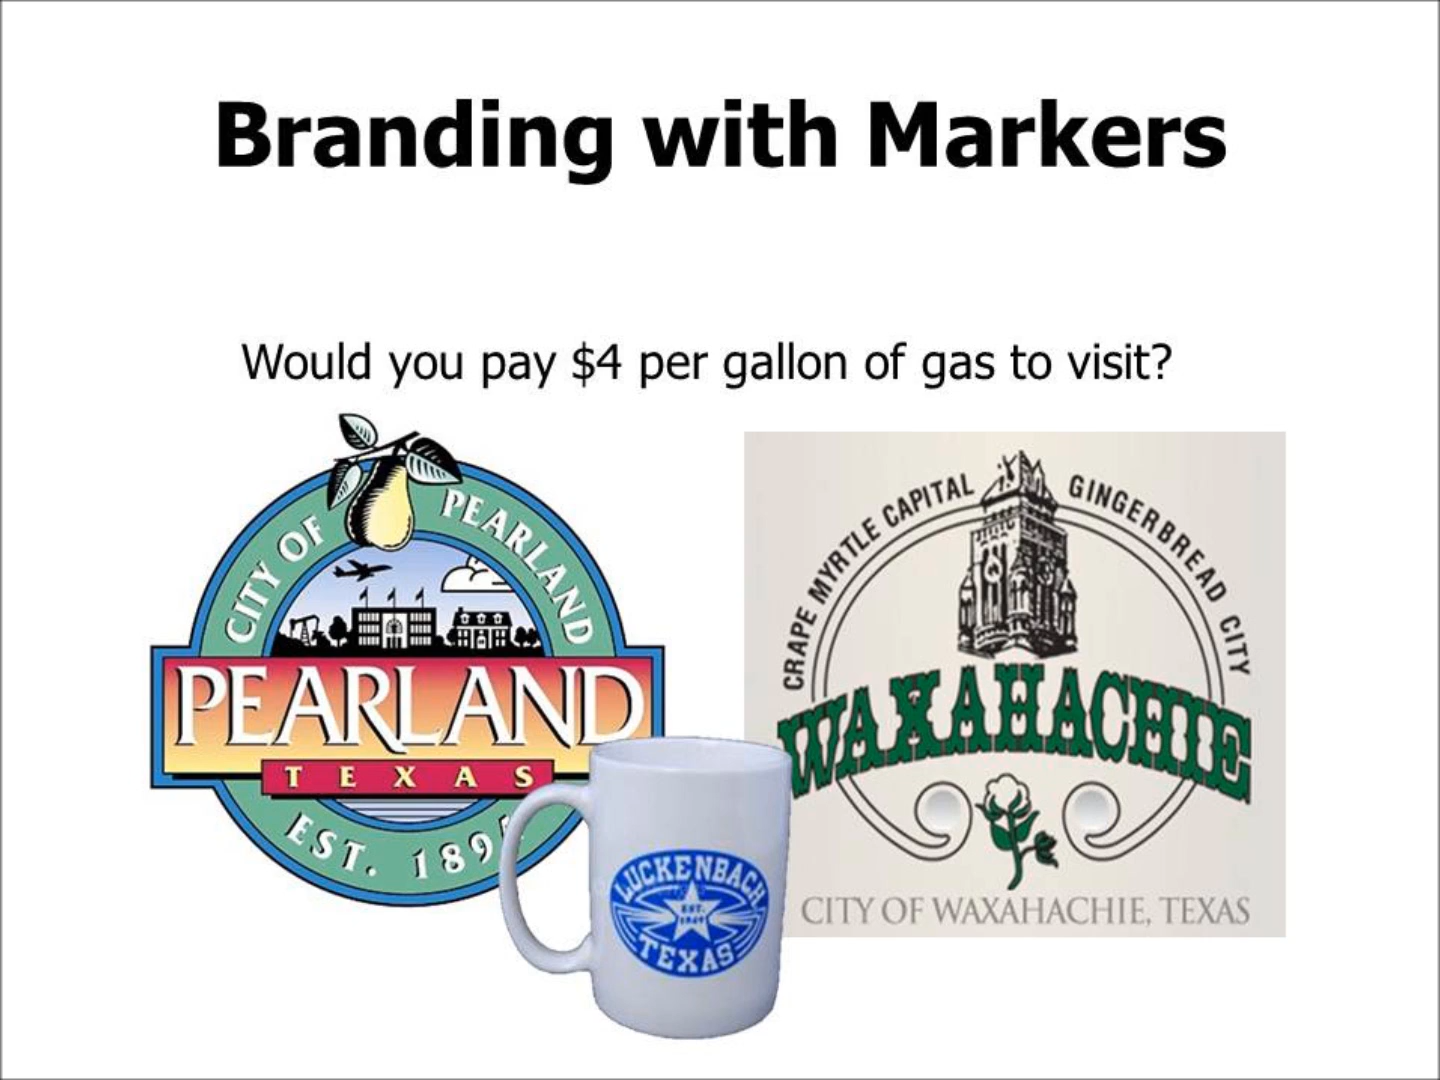 Branding with Markers
Would you pay $4 per gallon of gas to visit?
CITY OF PEARLAND
PEARLAND
TEXAS
EST. 189
CRAPE MYRTLE CAPITAL
GINGERBREAD CITY
WAXAHACHIE
CITY OF WAXAHACHIE, TEXAS
LUCKENBACH
EST.
TEXAS